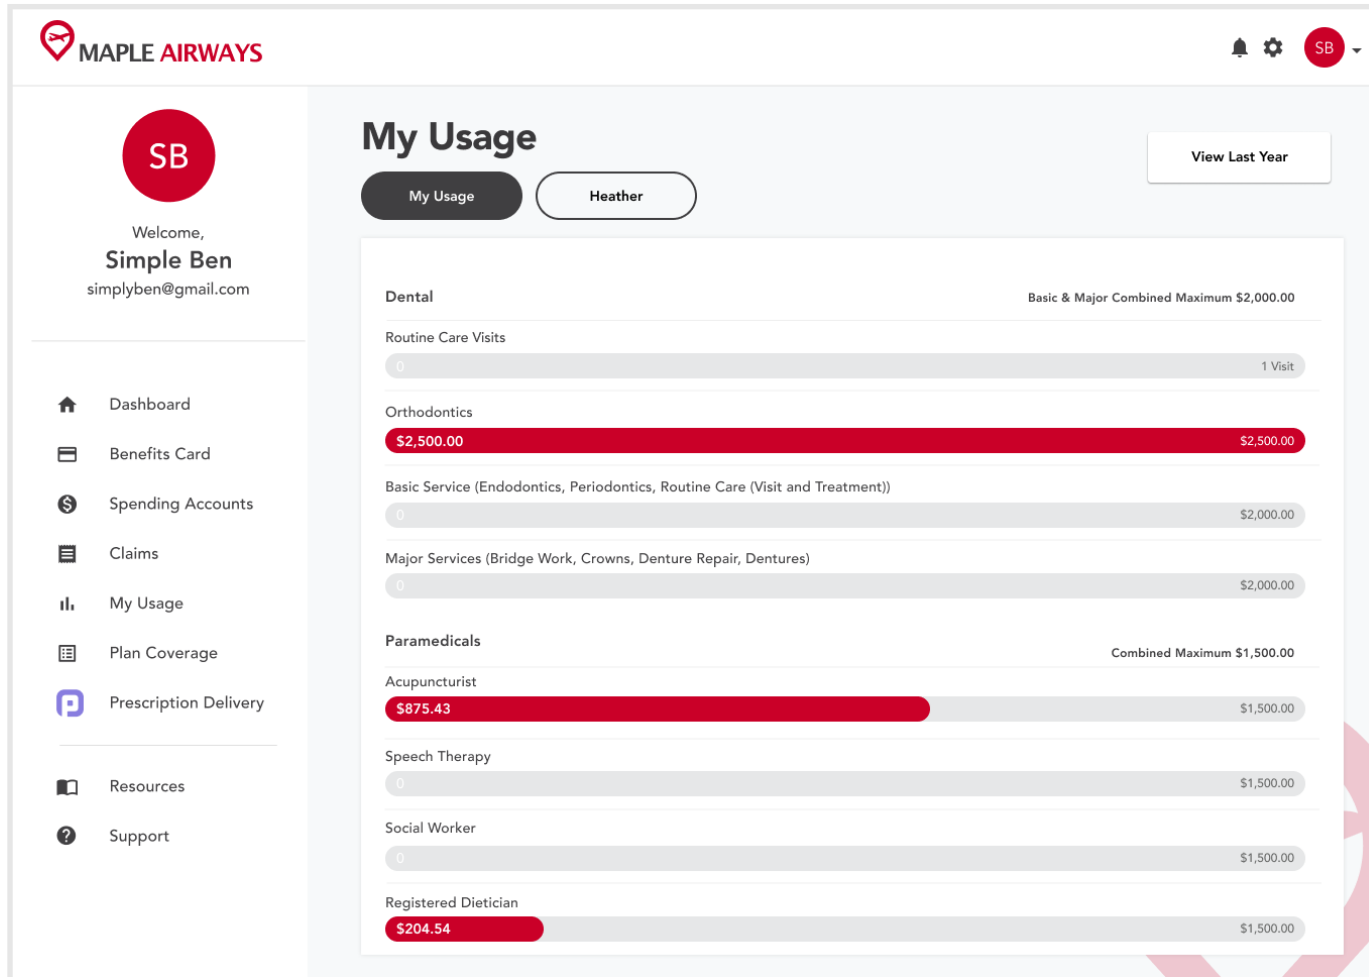 MAPLE AIRWAYS
SB
SB
Welcome,
Simple Ben
simplyben@gmail.com
Dashboard
Benefits Card
Spending Accounts
Claims
My Usage
Plan Coverage
Prescription Delivery
Resources
Support
My Usage
View Last Year
My Usage
Heather
Dental
Basic & Major Combined Maximum $2,000.00
Routine Care Visits
0
1 Visit
Orthodontics
$2,500.00
$2,500.00
Basic Service (Endodontics, Periodontics, Routine Care (Visit and Treatment))
0
$2,000.00
Major Services (Bridge Work, Crowns, Denture Repair, Dentures)
0
$2,000.00
Paramedicals
Combined Maximum $1,500.00
Acupuncturist
$875.43
$1,500.00
Speech Therapy
0
$1,500.00
Social Worker
0
$1,500.00
Registered Dietician
$204.54
$1,500.00